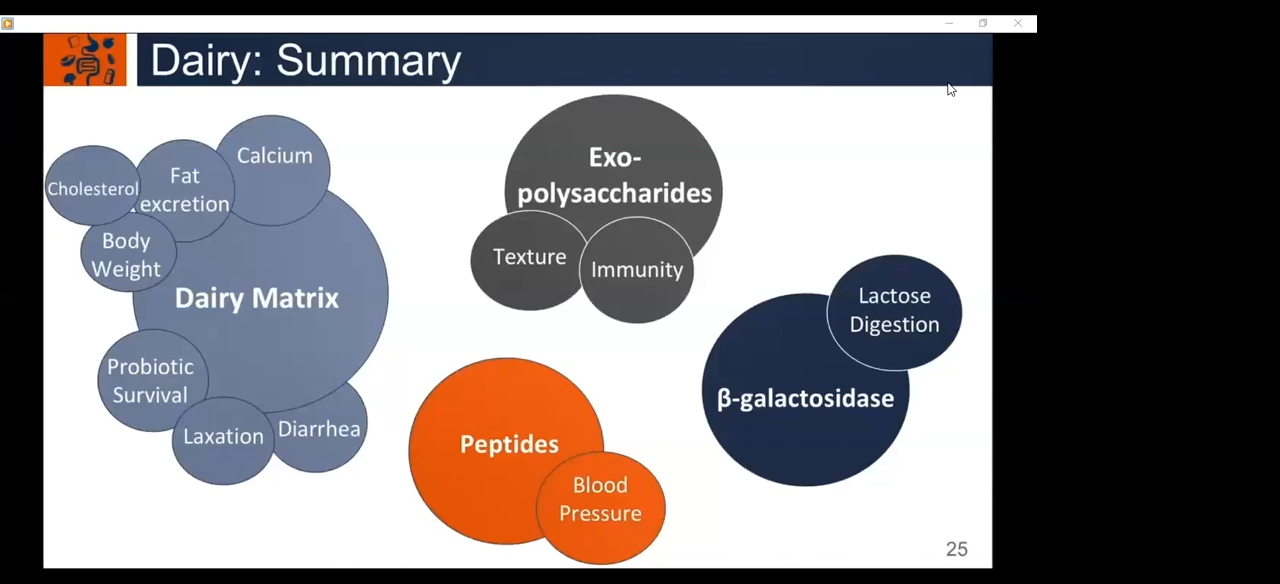 Dairy: Summary
Calcium
Fat
excretion
Cholesterol
Body
Weight
Dairy Matrix
Probiotic
Survival
Laxation
Diarrhea
Exo-
polysaccharides
Texture
Immunity
Peptides
Blood
Pressure
Lactose
Digestion
β-galactosidase
25